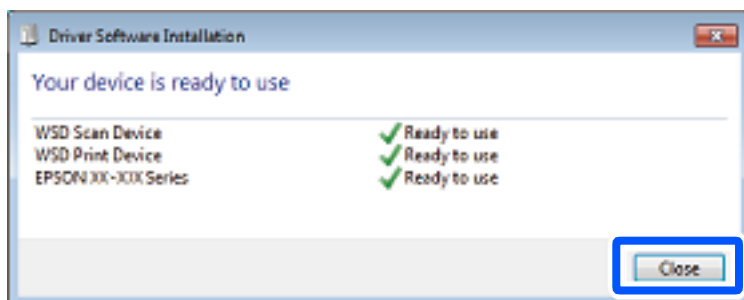 Driver Software Installation
Your device is ready to use
WSD Scan Device Ready to use
WSD Print Device Ready to use
EPSON XX-XXX Series Ready to use
Close